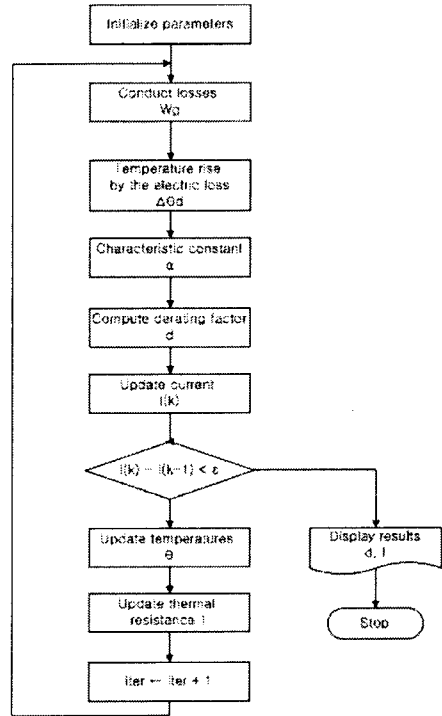 Initialize parameters
Conduct losses
Wd
Temperature rise
by the electric loss
ΔΘd
Characteristic constant
α
Compute derating factor
d
Update current
I(k)
I(k) − I(k−1) < ε
Update temperatures
Θ
Display results
d, I
Update thermal
resistance T
Stop
Iter ← Iter + 1